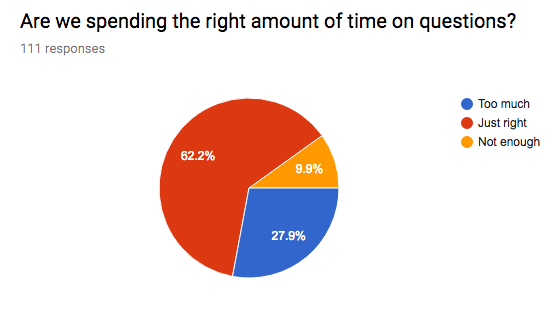 Are we spending the right amount of time on questions?
111 responses
Too much
Just right
Not enough
62.2%
9.9%
27.9%